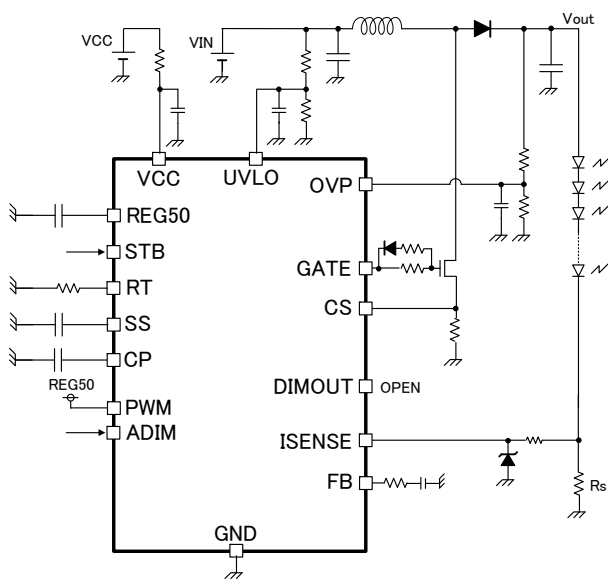 VCC
VIN
Vout
VCC
UVLO
OVP
REG50
STB
RT
SS
CP
REG50
PWM
ADIM
GATE
CS
DIMOUT
OPEN
ISENSE
FB
Rs
GND